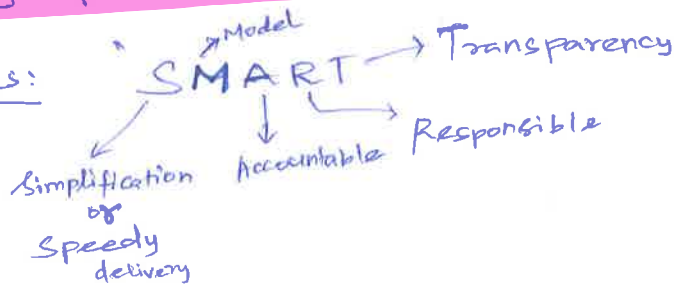 Model
s:
SMART
Transparency
Responsible
Accountable
Simplification
or
Speedy
delivery